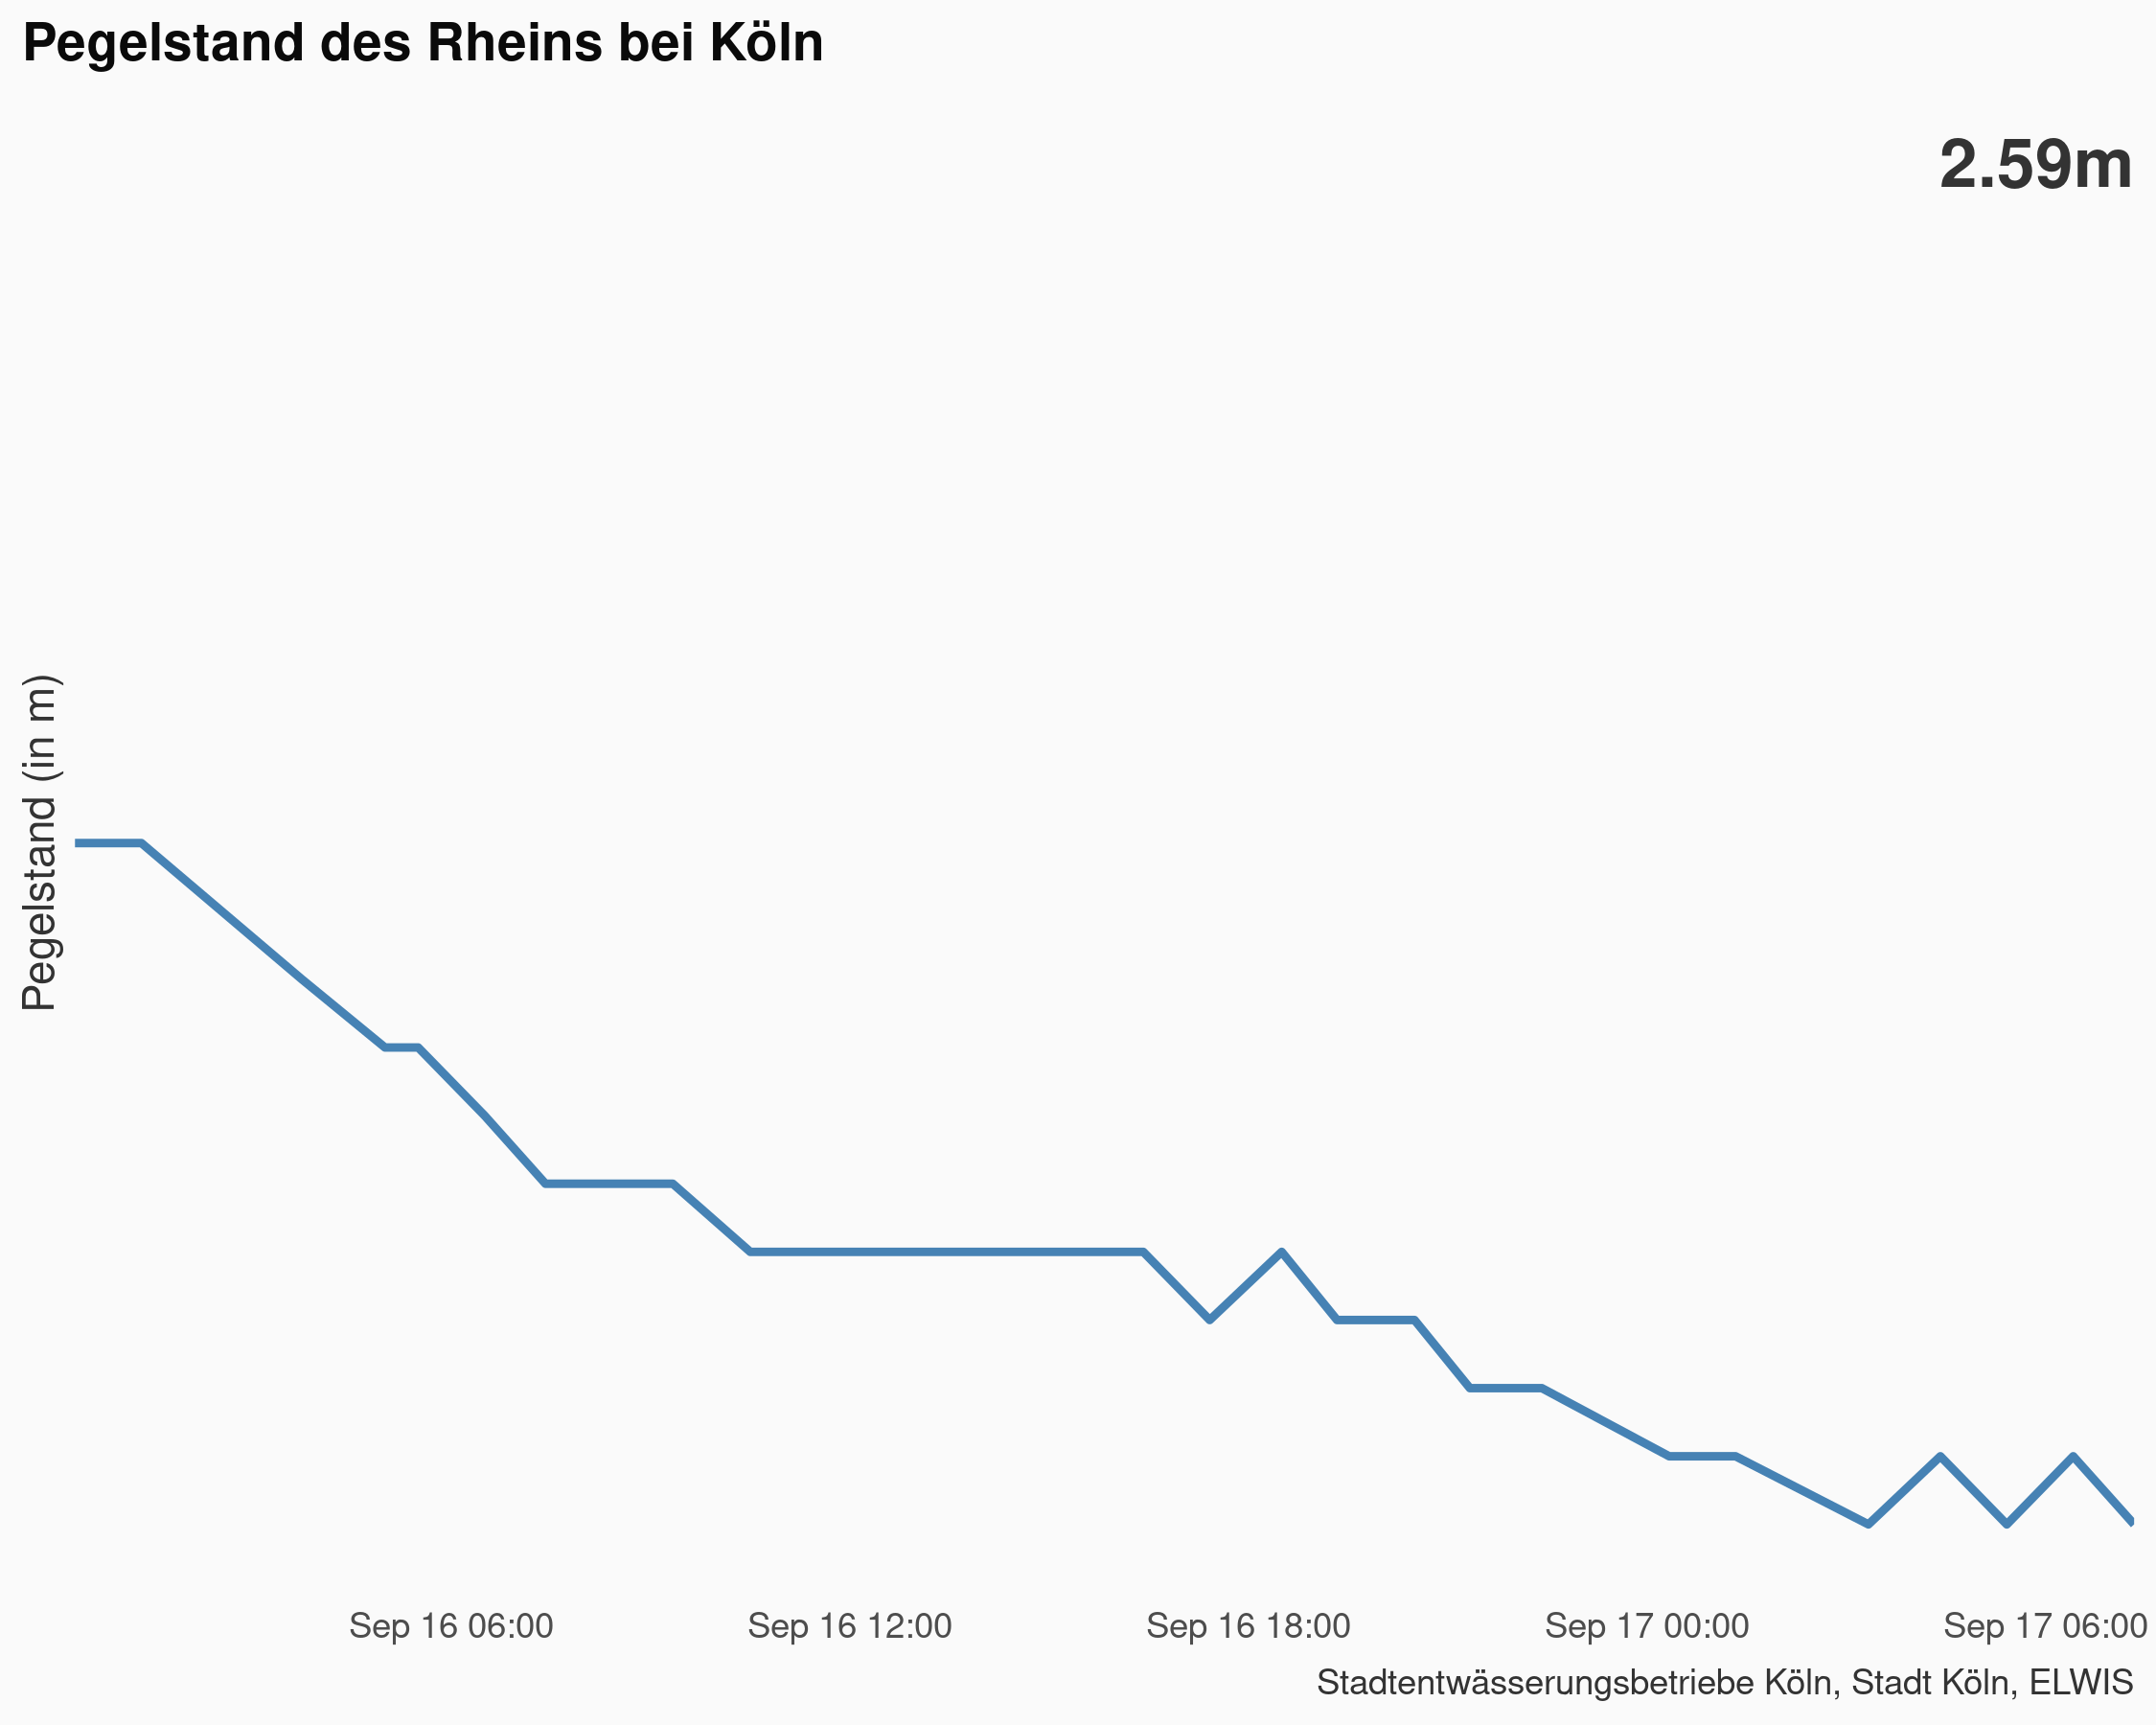 Pegelstand des Rheins bei Köln
2.59m
Pegelstand (in m)
Sep 16 06:00
Sep 16 12:00
Sep 16 18:00
Sep 17 00:00
Sep 17 06:00
Stadtentwässerungsbetriebe Köln, Stadt Köln, ELWIS